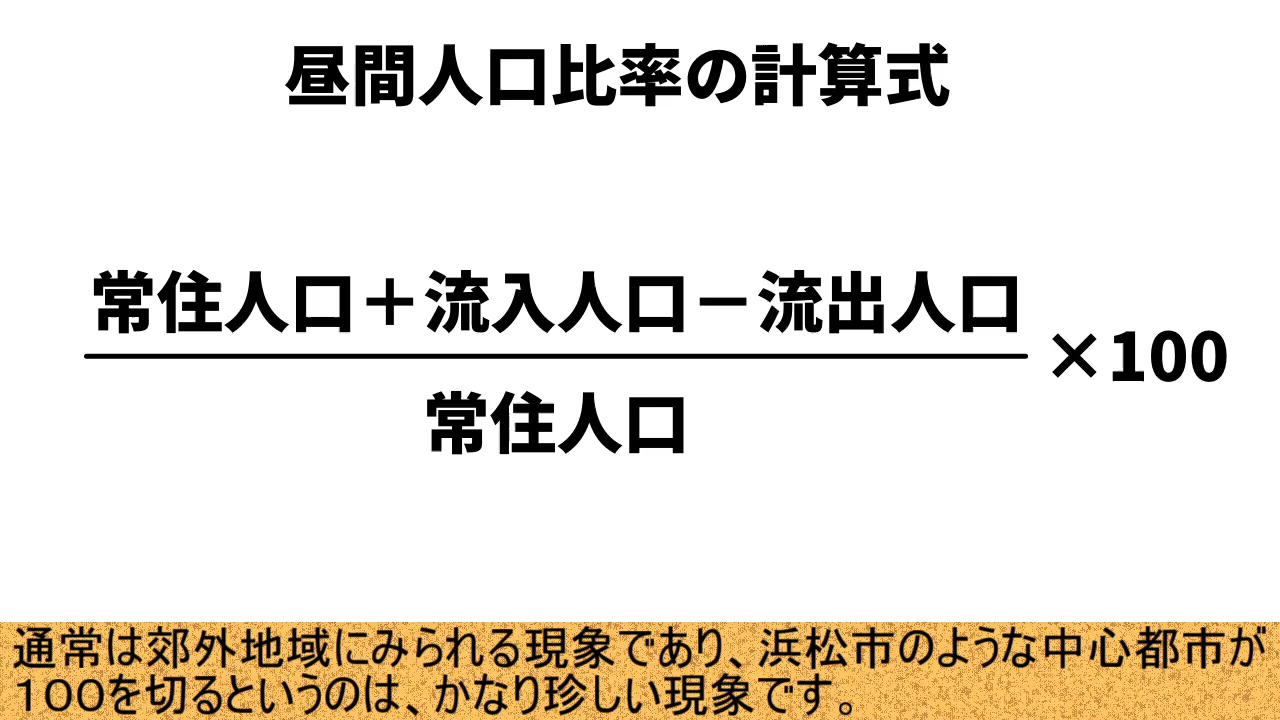 昼間人口比率の計算式
常住人口＋流入人口－流出人口
×100
常住人口
通常は郊外地域にみられる現象であり、浜松市のような中心都市が
１００を切るというのは、かなり珍しい現象です。